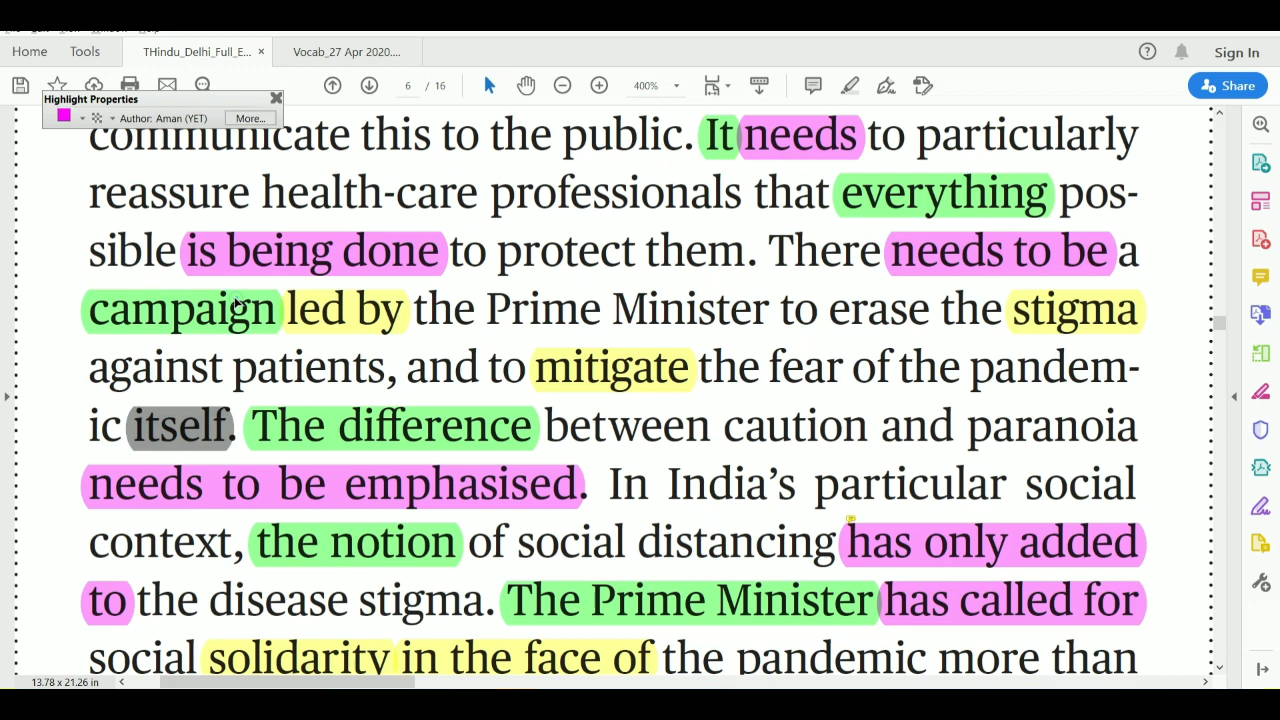 Home Tools THindu_Delhi_Full_E... × Vocab_27 Apr 2020.... ? Sign In
6 / 16 400% Share
Highlight Properties
Author: Aman (YET) More...
communicate this to the public. It needs to particularly
reassure health-care professionals that everything pos-
sible is being done to protect them. There needs to be a
campaign led by the Prime Minister to erase the stigma
against patients, and to mitigate the fear of the pandem-
ic itself. The difference between caution and paranoia
needs to be emphasised. In India’s particular social
context, the notion of social distancing has only added
to the disease stigma. The Prime Minister has called for
social solidarity in the face of the pandemic more than
13.78 x 21.26 in